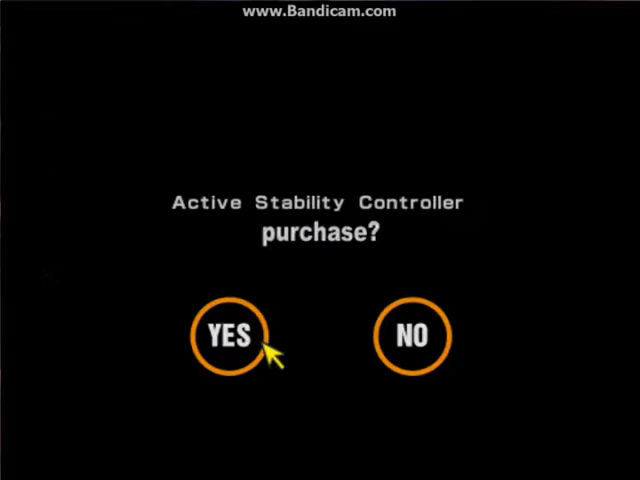 www.Bandicam.com
Active Stability Controller
purchase?
YES NO